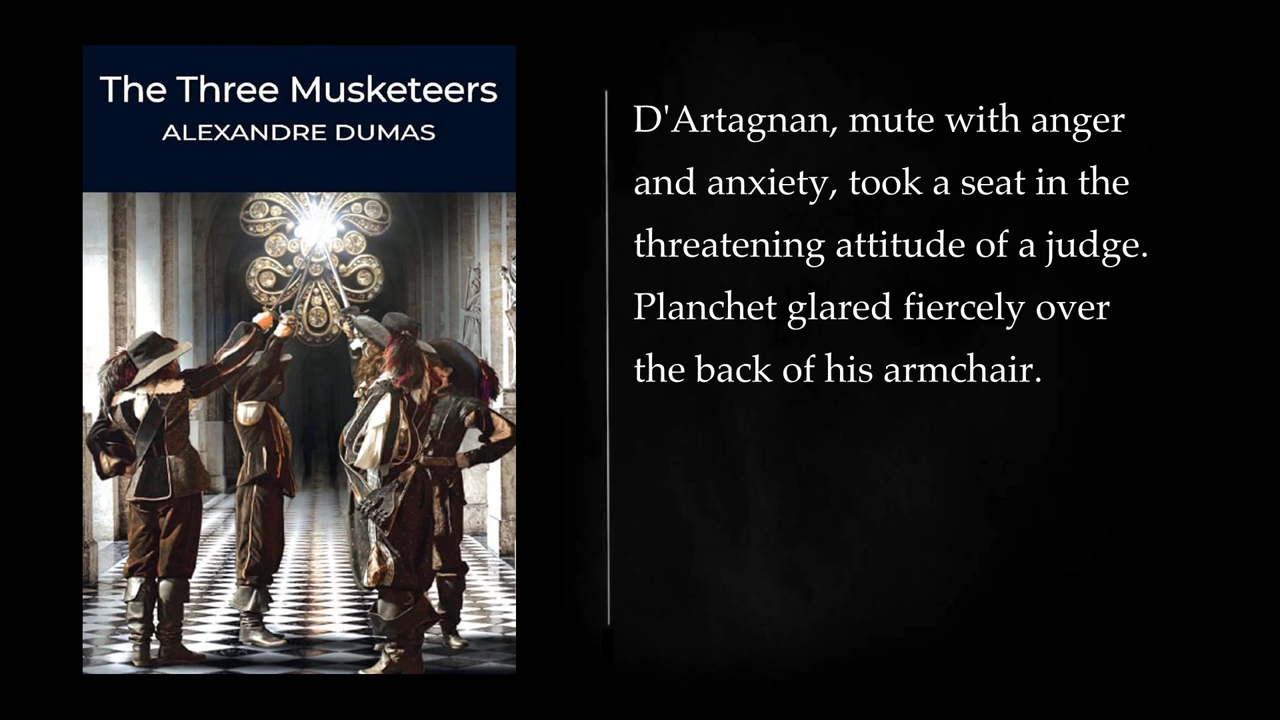 The Three Musketeers
ALEXANDRE DUMAS
D'Artagnan, mute with anger
and anxiety, took a seat in the
threatening attitude of a judge.
Planchet glared fiercely over
the back of his armchair.